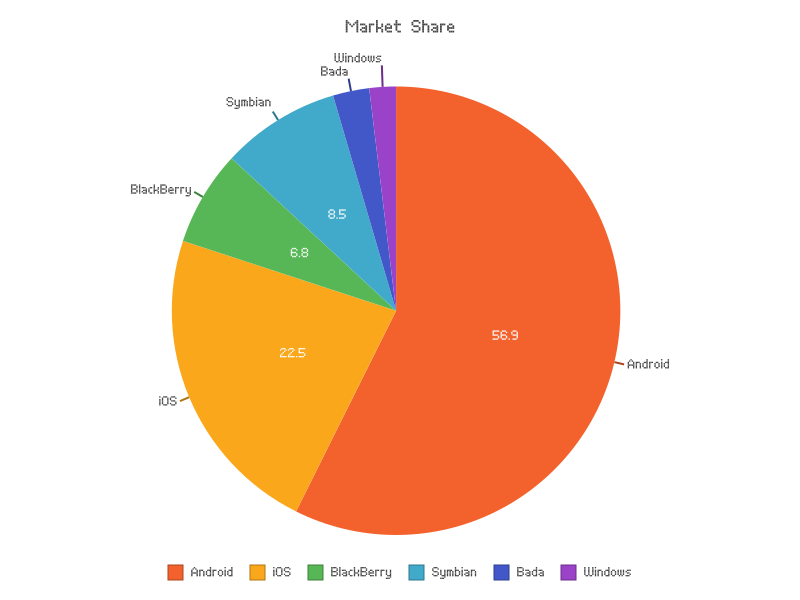 Market Share
Windows
Bada
Symbian
BlackBerry
8.5
6.8
56.9
22.5
Android
iOS
Android iOS BlackBerry Symbian Bada Windows